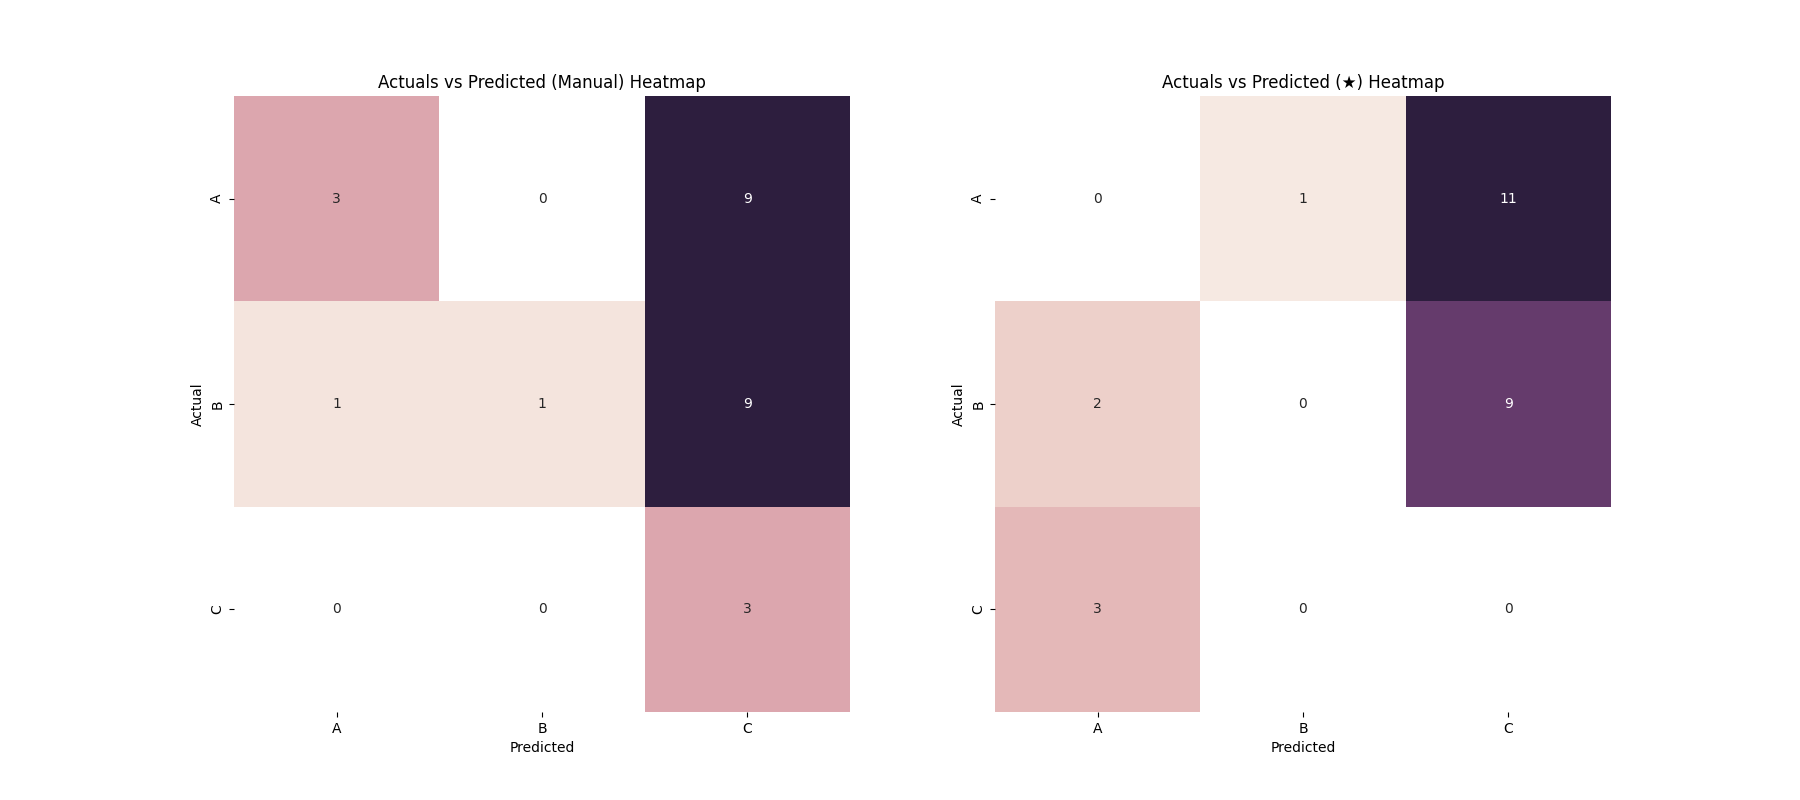 Actuals vs Predicted (Manual) Heatmap
A
3
0
9
Actual
B
1
1
9
C
0
0
3
A
B
C
Predicted
Actuals vs Predicted (★) Heatmap
A
0
1
11
Actual
B
2
0
9
C
3
0
0
A
B
C
Predicted